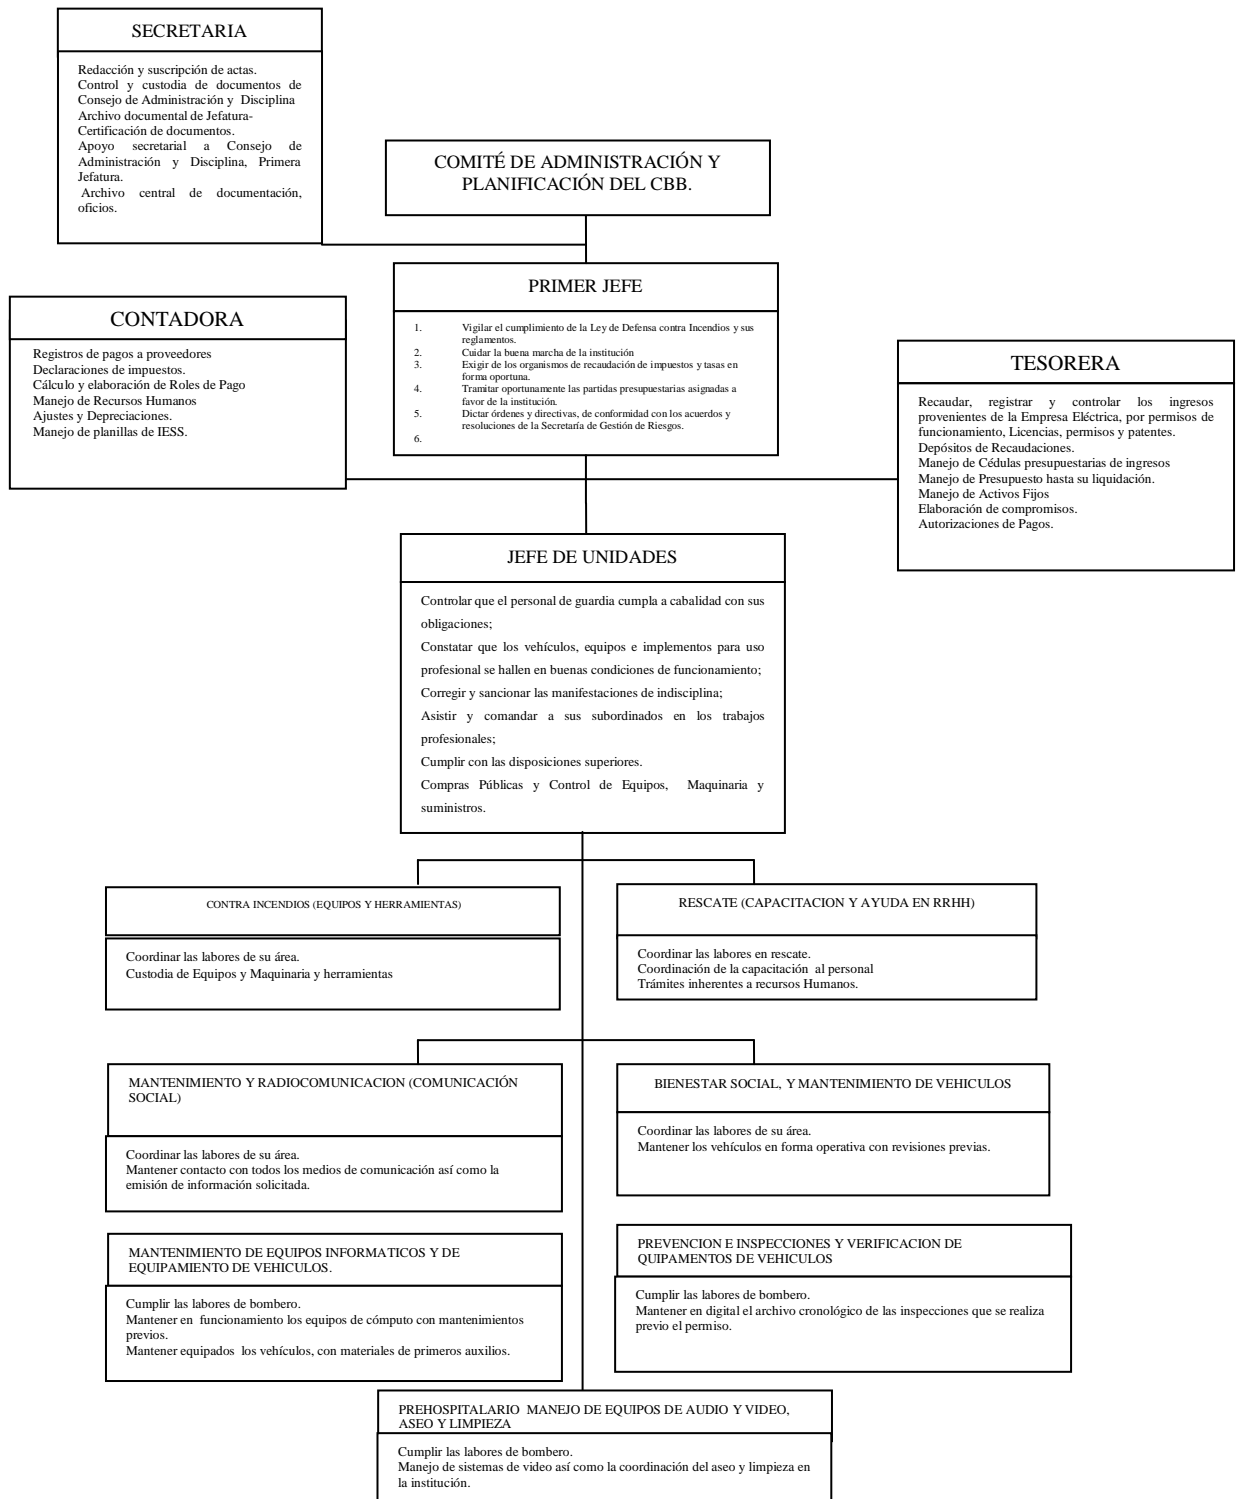 SECRETARIA
Redacción y suscripción de actas.
Control y custodia de documentos de
Consejo de Administración y Disciplina
Archivo documental de Jefatura-
Certificación de documentos.
Apoyo secretarial a Consejo de
Administración y Disciplina, Primera
Jefatura.
Archivo central de documentación,
oficios.
COMITÉ DE ADMINISTRACIÓN Y
PLANIFICACIÓN DEL CBB.
PRIMER JEFE
1. Vigilar el cumplimiento de la Ley de Defensa contra Incendios y sus
reglamentos.
2. Cuidar la buena marcha de la institución
3. Exigir de los organismos de recaudación de impuestos y tasas en
forma oportuna.
4. Tramitar oportunamente las partidas presupuestarias asignadas a
favor de la institución.
5. Dictar órdenes y directivas, de conformidad con los acuerdos y
resoluciones de la Secretaría de Gestión de Riesgos.
6.
CONTADORA
Registros de pagos a proveedores
Declaraciones de impuestos.
Cálculo y elaboración de Roles de Pago
Manejo de Recursos Humanos
Ajustes y Depreciaciones.
Manejo de planillas de IESS.
TESORERA
Recaudar, registrar y controlar los ingresos
provenientes de la Empresa Eléctrica, por permisos de
funcionamiento, Licencias, permisos y patentes.
Depósitos de Recaudaciones.
Manejo de Cédulas presupuestarias de ingresos
Manejo de Presupuesto hasta su liquidación.
Manejo de Activos Fijos
Elaboración de compromisos.
Autorizaciones de Pagos.
JEFE DE UNIDADES
Controlar que el personal de guardia cumpla a cabalidad con sus
obligaciones;
Constatar que los vehículos, equipos e implementos para uso
profesional se hallen en buenas condiciones de funcionamiento;
Corregir y sancionar las manifestaciones de indisciplina;
Asistir y comandar a sus subordinados en los trabajos
profesionales;
Cumplir con las disposiciones superiores.
Compras Públicas y Control de Equipos, Maquinaria y
suministros.
CONTRA INCENDIOS (EQUIPOS Y HERRAMIENTAS)
Coordinar las labores de su área.
Custodia de Equipos y Maquinaria y herramientas
RESCATE (CAPACITACION Y AYUDA EN RRHH)
Coordinar las labores en rescate.
Coordinación de la capacitación al personal
Trámites inherentes a recursos Humanos.
MANTENIMIENTO Y RADIOCOMUNICACION (COMUNICACIÓN
SOCIAL)
Coordinar las labores de su área.
Mantener contacto con todos los medios de comunicación así como la
emisión de información solicitada.
BIENESTAR SOCIAL, Y MANTENIMIENTO DE VEHICULOS
Coordinar las labores de su área.
Mantener los vehículos en forma operativa con revisiones previas.
MANTENIMIENTO DE EQUIPOS INFORMATICOS Y DE
EQUIPAMIENTO DE VEHICULOS.
Cumplir las labores de bombero.
Mantener en funcionamiento los equipos de cómputo con mantenimientos
previos.
Mantener equipados los vehículos, con materiales de primeros auxilios.
PREVENCION E INSPECCIONES Y VERIFICACION DE
QUIPAMENTOS DE VEHICULOS
Cumplir las labores de bombero.
Mantener en digital el archivo cronológico de las inspecciones que se realiza
previo el permiso.
PREHOSPITALARIO MANEJO DE EQUIPOS DE AUDIO Y VIDEO,
ASEO Y LIMPIEZA
Cumplir las labores de bombero.
Manejo de sistemas de video así como la coordinación del aseo y limpieza en
la institución.